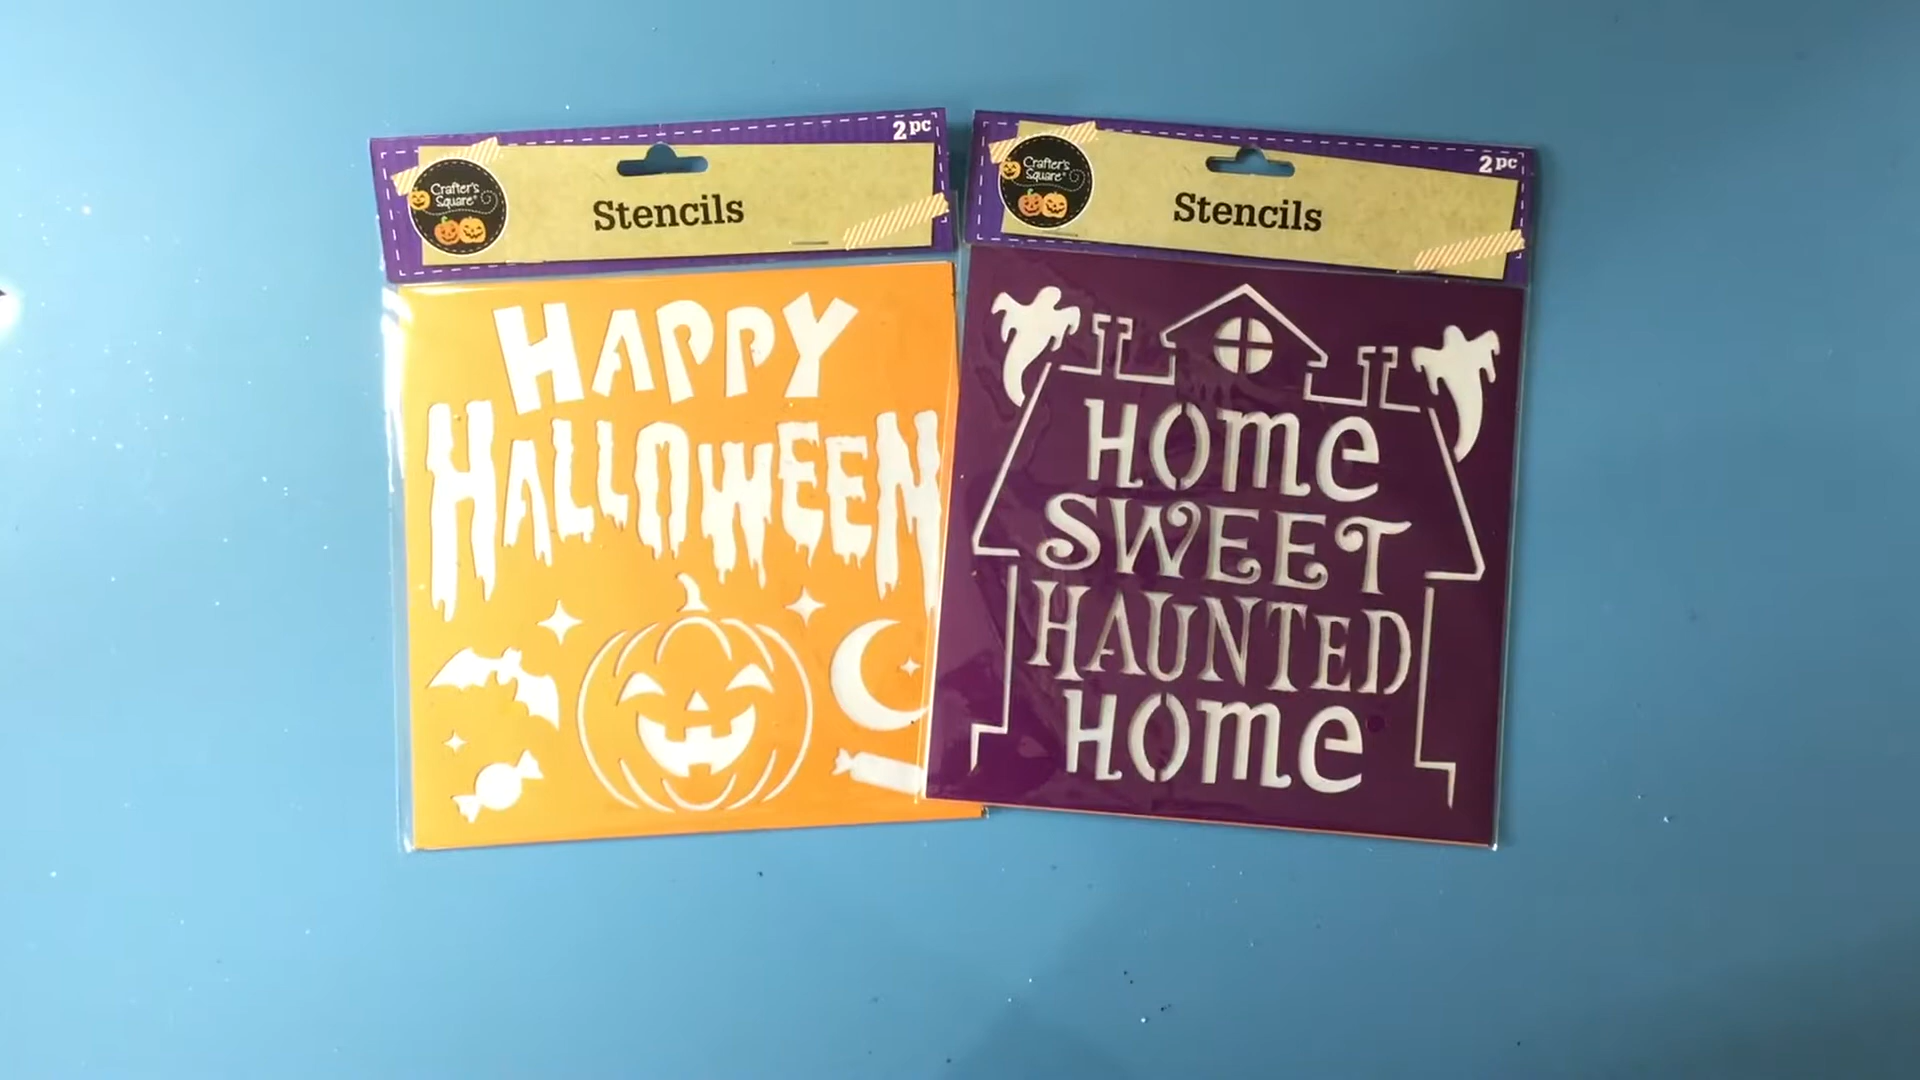 2 pc
Crafter's
Square
Stencils
HAPPY
HALLOWEEN
2 pc
Crafter's
Square
Stencils
HOme
SWEET
HAUNTED
HOme